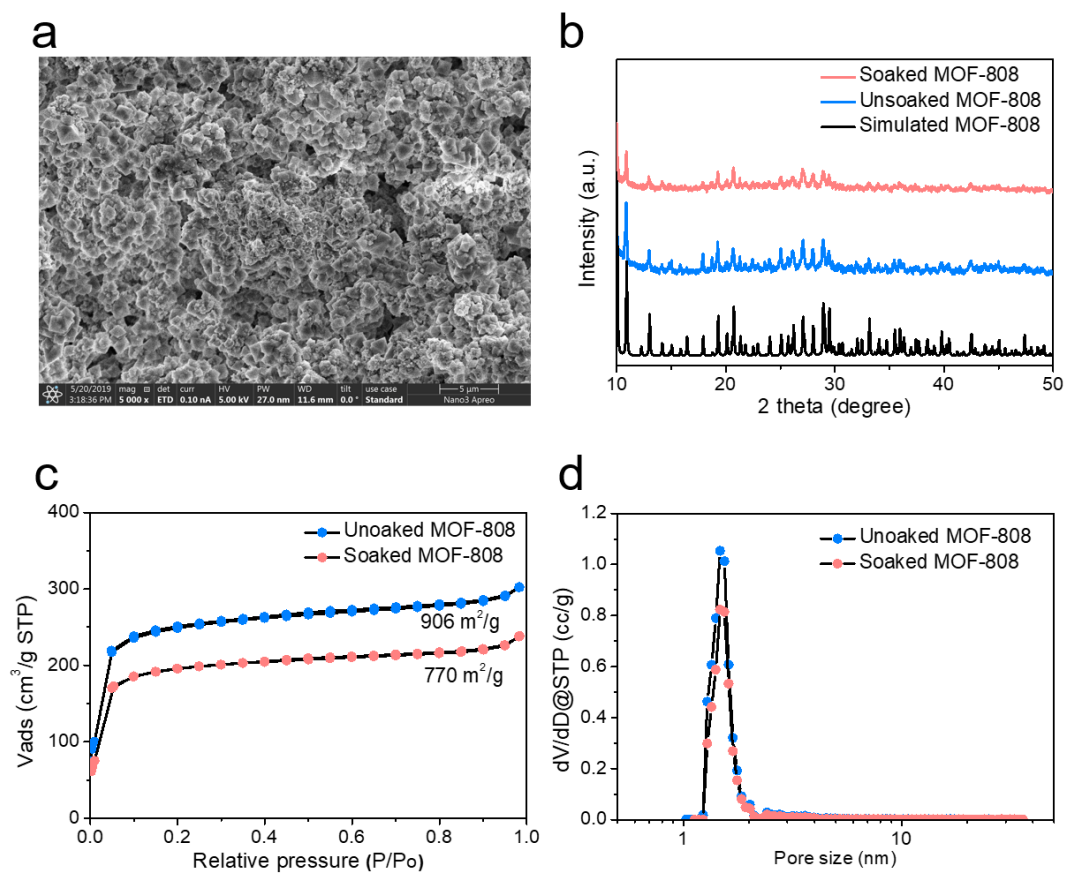 a
5/20/2019 mag det curr HV PW WD tilt use case 5 µm
3:18:36 PM 5 000 x ETD 0.10 nA 5.00 kV 27.0 nm 11.6 mm 0.0 ° Standard Nano3 Apreo
b
Soaked MOF-808
Unsoaked MOF-808
Simulated MOF-808
Intensity (a.u.)
10 20 30 40 50
2 theta (degree)
c
400
300
200
100
0
Vads (cm³/g STP)
Unoaked MOF-808
Soaked MOF-808
906 m²/g
770 m²/g
0.0 0.2 0.4 0.6 0.8 1.0
Relative pressure (P/Po)
d
1.2
1.0
0.8
0.6
0.4
0.2
0.0
dV/dD@STP (cc/g)
Unoaked MOF-808
Soaked MOF-808
1 10
Pore size (nm)